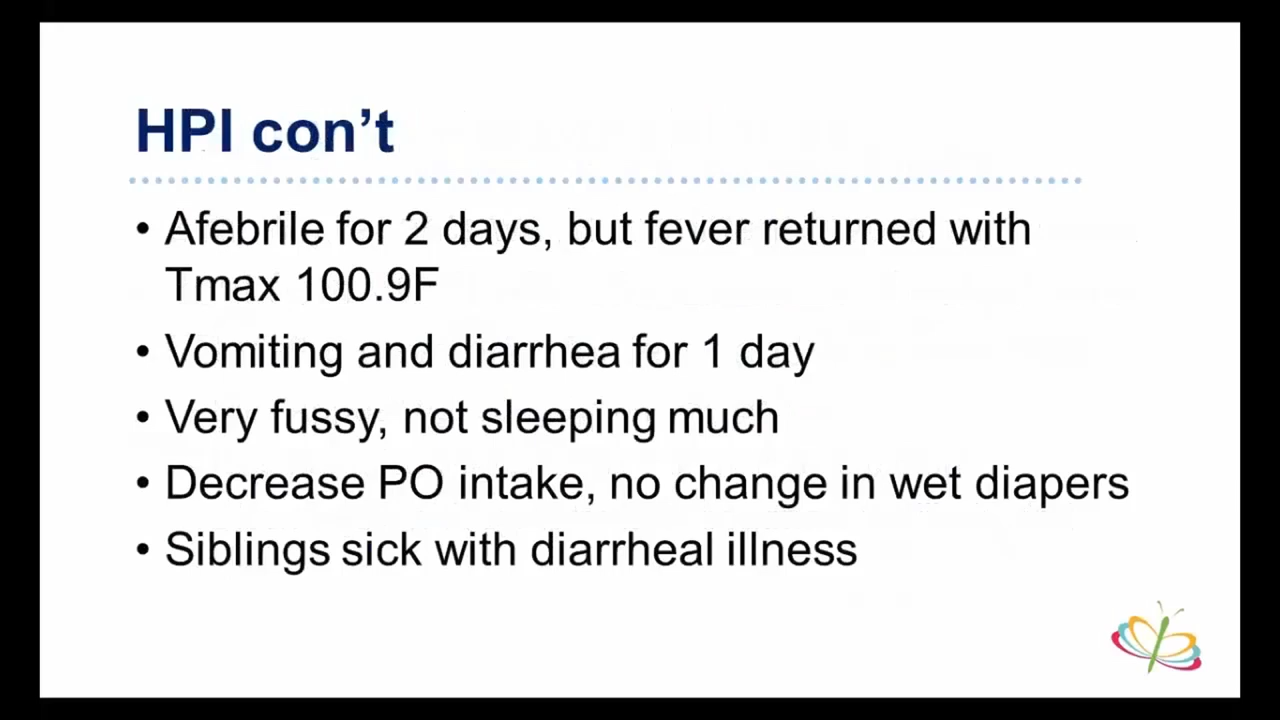 HPI con’t
• Afebrile for 2 days, but fever returned with
Tmax 100.9F
• Vomiting and diarrhea for 1 day
• Very fussy, not sleeping much
• Decrease PO intake, no change in wet diapers
• Siblings sick with diarrheal illness